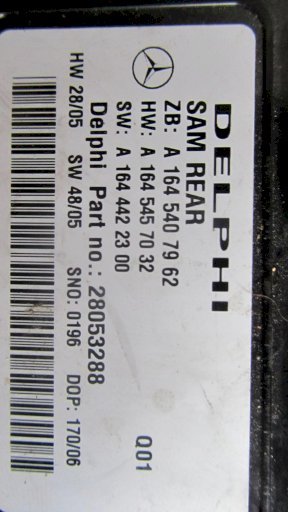 DELPHI
SAM REAR
ZB: A 164 540 79 62
HW: A 164 545 70 32
SW: A 164 442 23 00
Q01
Delphi Part no.: 28053288
HW 28/05 SW 48/05 SNO: 0196 DOP: 170/06